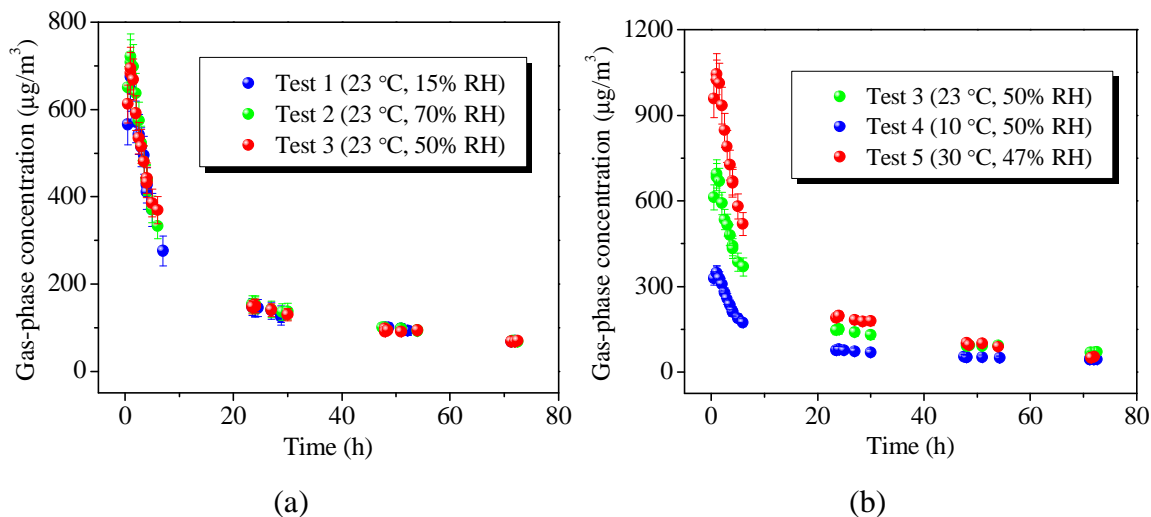 800
600
400
200
0
0 20 40 60 80
Gas-phase concentration (μg/m³)
Time (h)
Test 1 (23 °C, 15% RH)
Test 2 (23 °C, 70% RH)
Test 3 (23 °C, 50% RH)
(a)
1200
900
600
300
0
0 20 40 60 80
Gas-phase concentration (μg/m³)
Time (h)
Test 3 (23 °C, 50% RH)
Test 4 (10 °C, 50% RH)
Test 5 (30 °C, 47% RH)
(b)